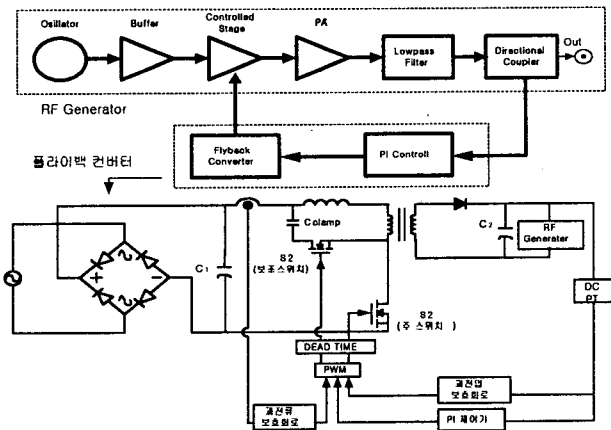 Osillator
Buffer
Controlled
Stage
PA
Lowpass
Filter
Directional
Coupler
Out
RF Generator
Flyback
Converter
PI Controll
플라이백 컨버터
C1
Colamp
S2
(보조스위치)
C2
RF
Generator
DC
PT
S2
(주 스위치 )
DEAD TIME
PWM
과전류
보호회로
과전압
보호회로
PI 제어기